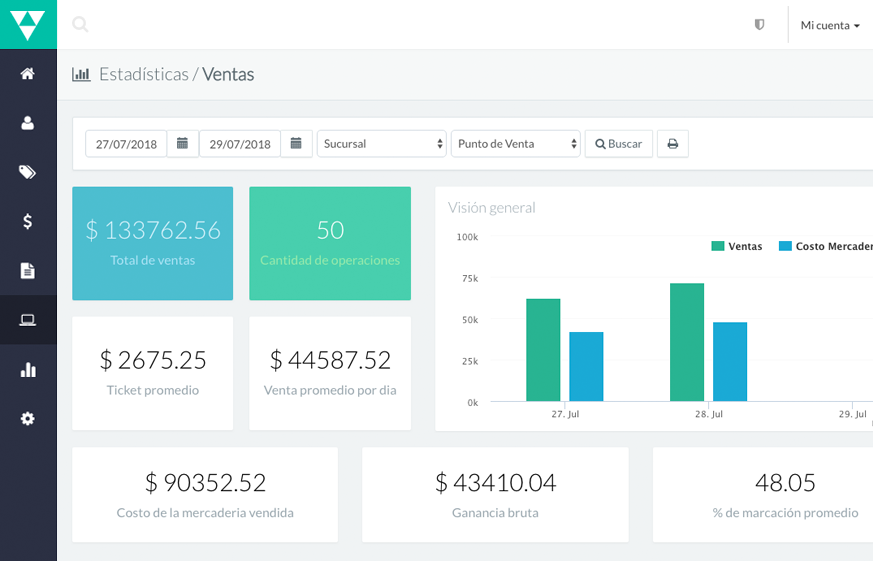 Mi cuenta
Estadísticas / Ventas
27/07/2018 29/07/2018 Sucursal Punto de Venta Buscar
$ 133762.56
Total de ventas
50
Cantidad de operaciones
$ 2675.25
Ticket promedio
$ 44587.52
Venta promedio por dia
Visión general
Ventas Costo Mercader
100k
75k
50k
25k
0k
27. Jul 28. Jul 29. Jul
$ 90352.52
Costo de la mercaderia vendida
$ 43410.04
Ganancia bruta
48.05
% de marcación promedio